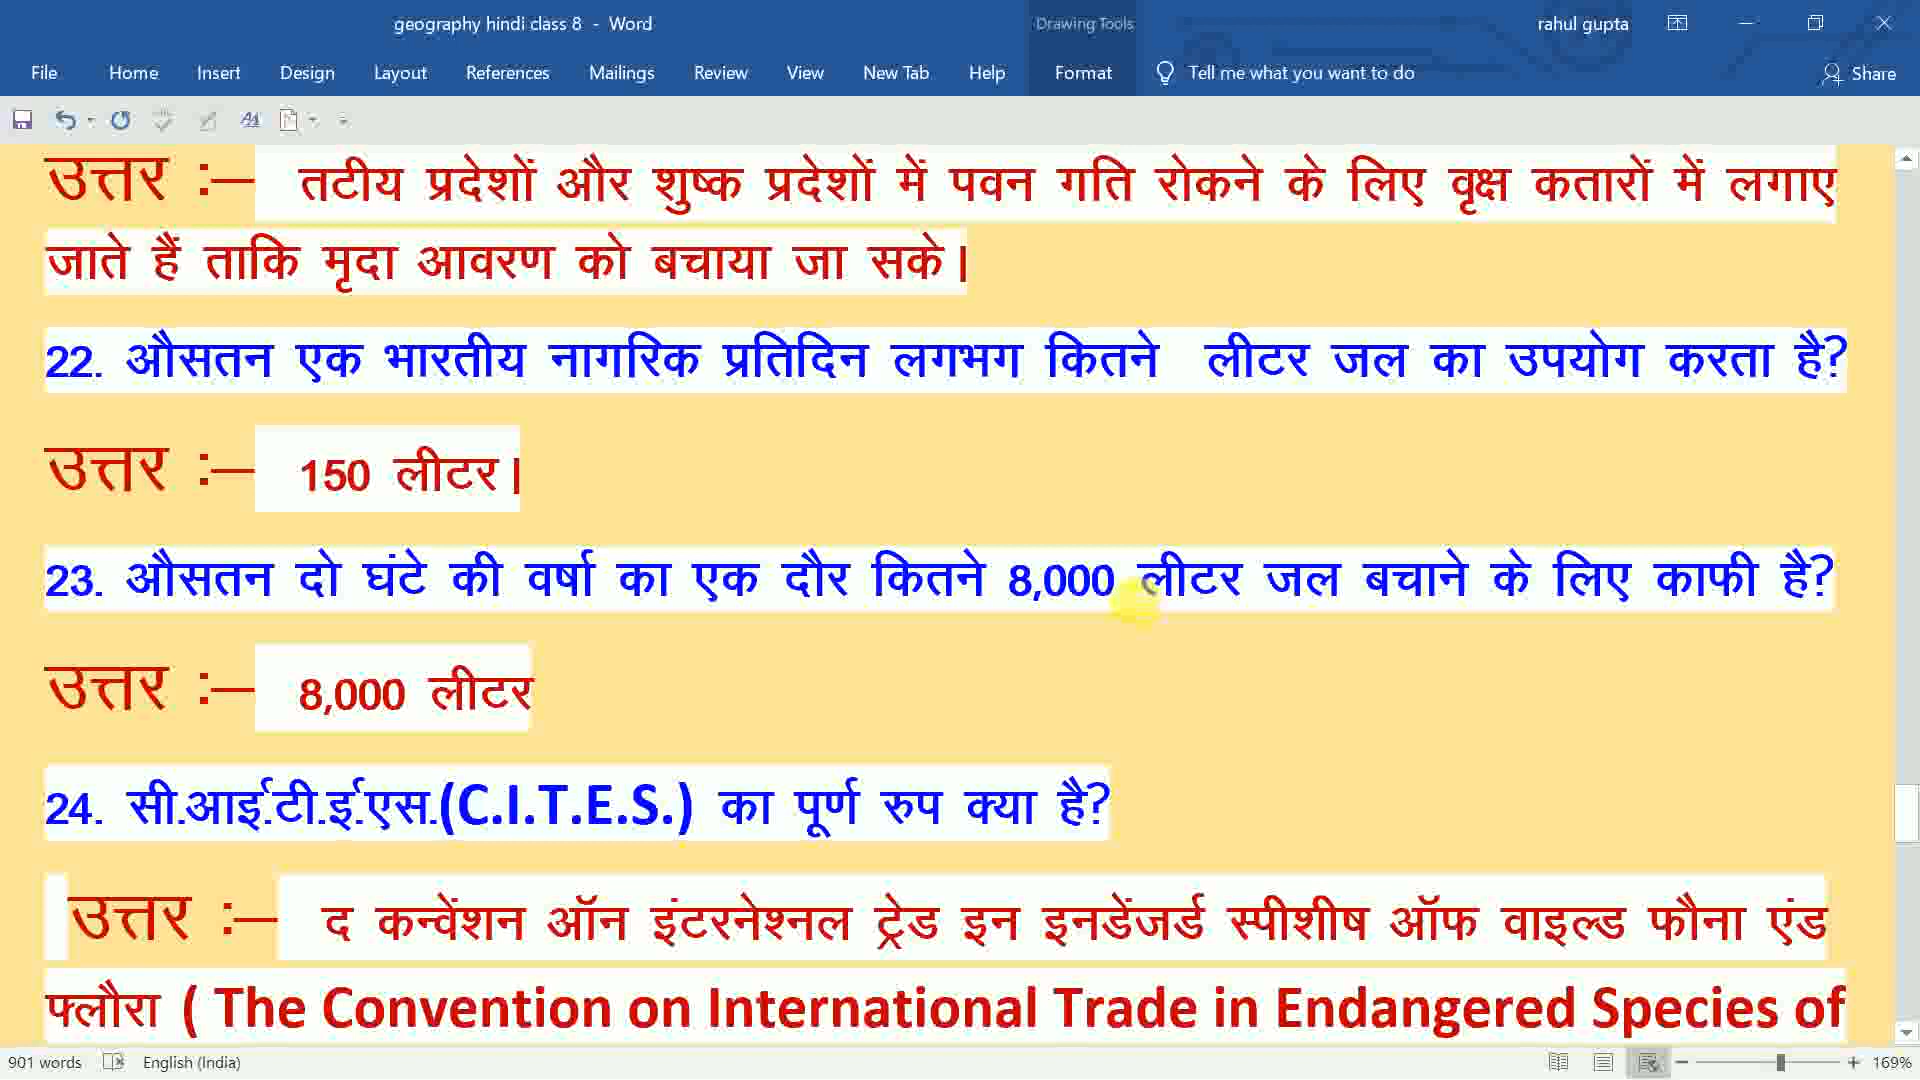 geography hindi class 8 - Word
Drawing Tools
rahul gupta
File Home Insert Design Layout References Mailings Review View New Tab Help Format Tell me what you want to do Share
उत्तर :– तटीय प्रदेशों और शुष्क प्रदेशों में पवन गति रोकने के लिए वृक्ष कतारों में लगाए
जाते हैं ताकि मृदा आवरण को बचाया जा सके|
22. औसतन एक भारतीय नागरिक प्रतिदिन लगभग कितने लीटर जल का उपयोग करता है?
उत्तर :– 150 लीटर|
23. औसतन दो घंटे की वर्षा का एक दौर कितने 8,000 लीटर जल बचाने के लिए काफी है?
उत्तर :– 8,000 लीटर
24. सी.आई.टी.ई.एस.(C.I.T.E.S.) का पूर्ण रुप क्या है?
उत्तर :– द कन्वेंशन ऑन इंटरनेश्नल ट्रेड इन इनडेंजर्ड स्पीशीष ऑफ वाइल्ड फौना एंड
फ्लौरा ( The Convention on International Trade in Endangered Species of
901 words English (India) 169%